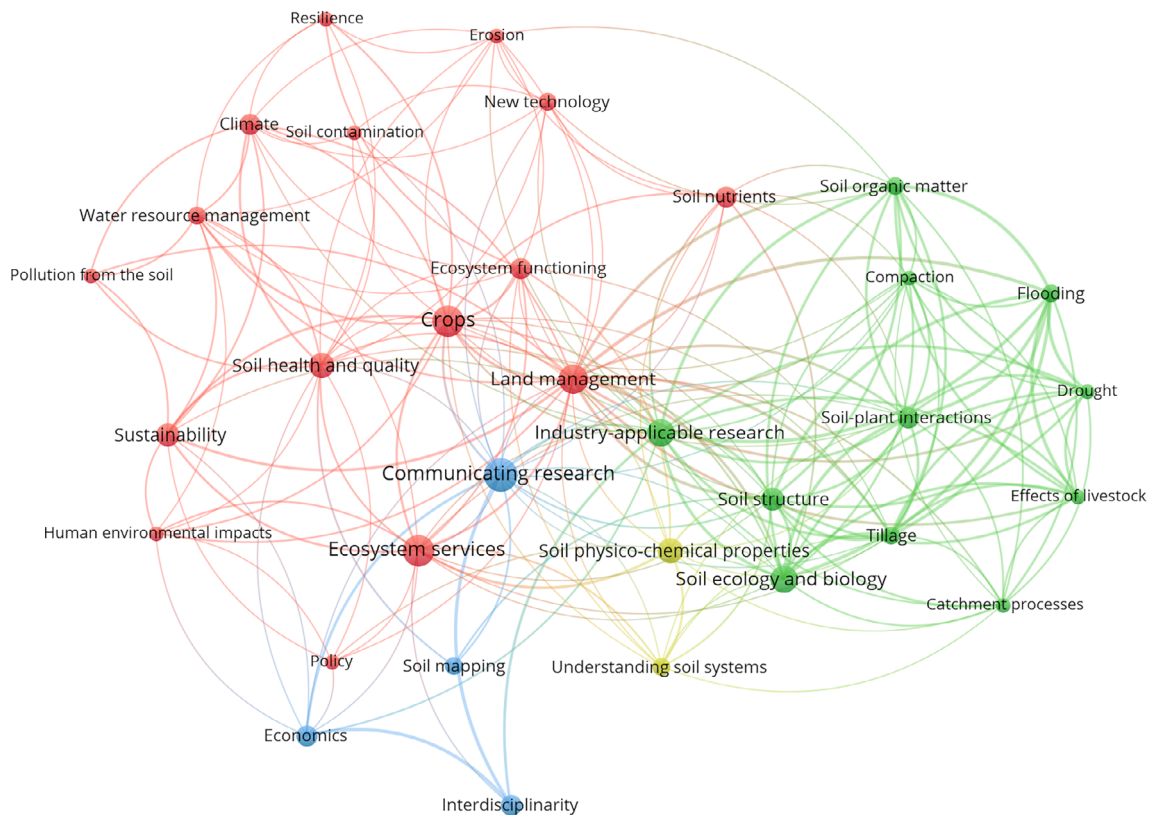 Resilience
Erosion
New technology
Climate
Soil contamination
Soil organic matter
Soil nutrients
Water resource management
Pollution from the soil
Ecosystem functioning
Compaction
Flooding
Crops
Soil health and quality
Land management
Drought
Soil-plant interactions
Industry-applicable research
Sustainability
Communicating research
Soil structure
Effects of livestock
Human environmental impacts
Tillage
Ecosystem services
Soil physico-chemical properties
Soil ecology and biology
Catchment processes
Policy
Soil mapping
Understanding soil systems
Economics
Interdisciplinarity